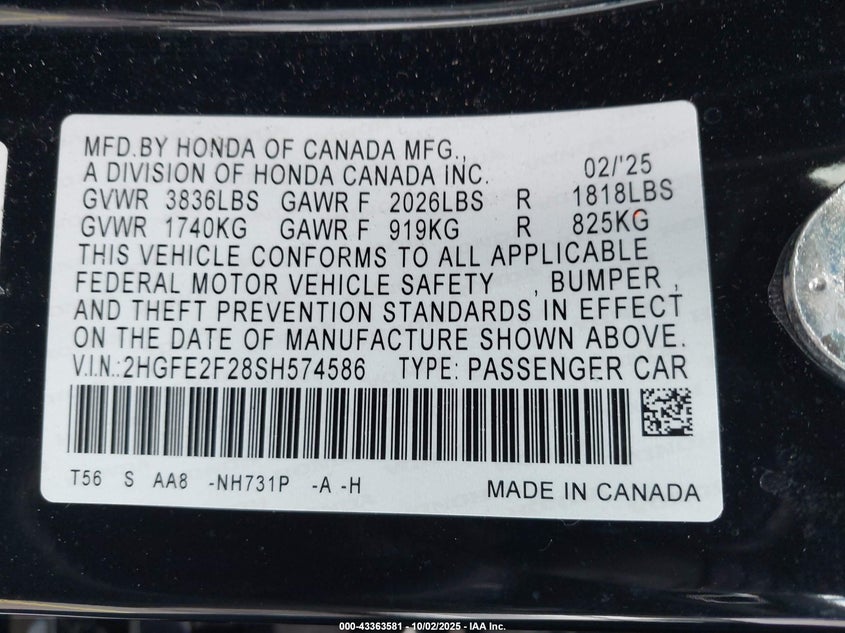 MFD.BY HONDA OF CANADA MFG.,
A DIVISION OF HONDA CANADA INC. 02/'25
GVWR 3836LBS GAWR F 2026LBS R 1818LBS
GVWR 1740KG GAWR F 919KG R 825KG
THIS VEHICLE CONFORMS TO ALL APPLICABLE
FEDERAL MOTOR VEHICLE SAFETY , BUMPER ,
AND THEFT PREVENTION STANDARDS IN EFFECT
ON THE DATE OF MANUFACTURE SHOWN ABOVE.
V.I.N.:2HGFE2F28SH574586 TYPE: PASSENGER CAR
T56 S AA8 -NH731P -A -H MADE IN CANADA
000-43363581 - 10/02/2025 - IAA Inc.